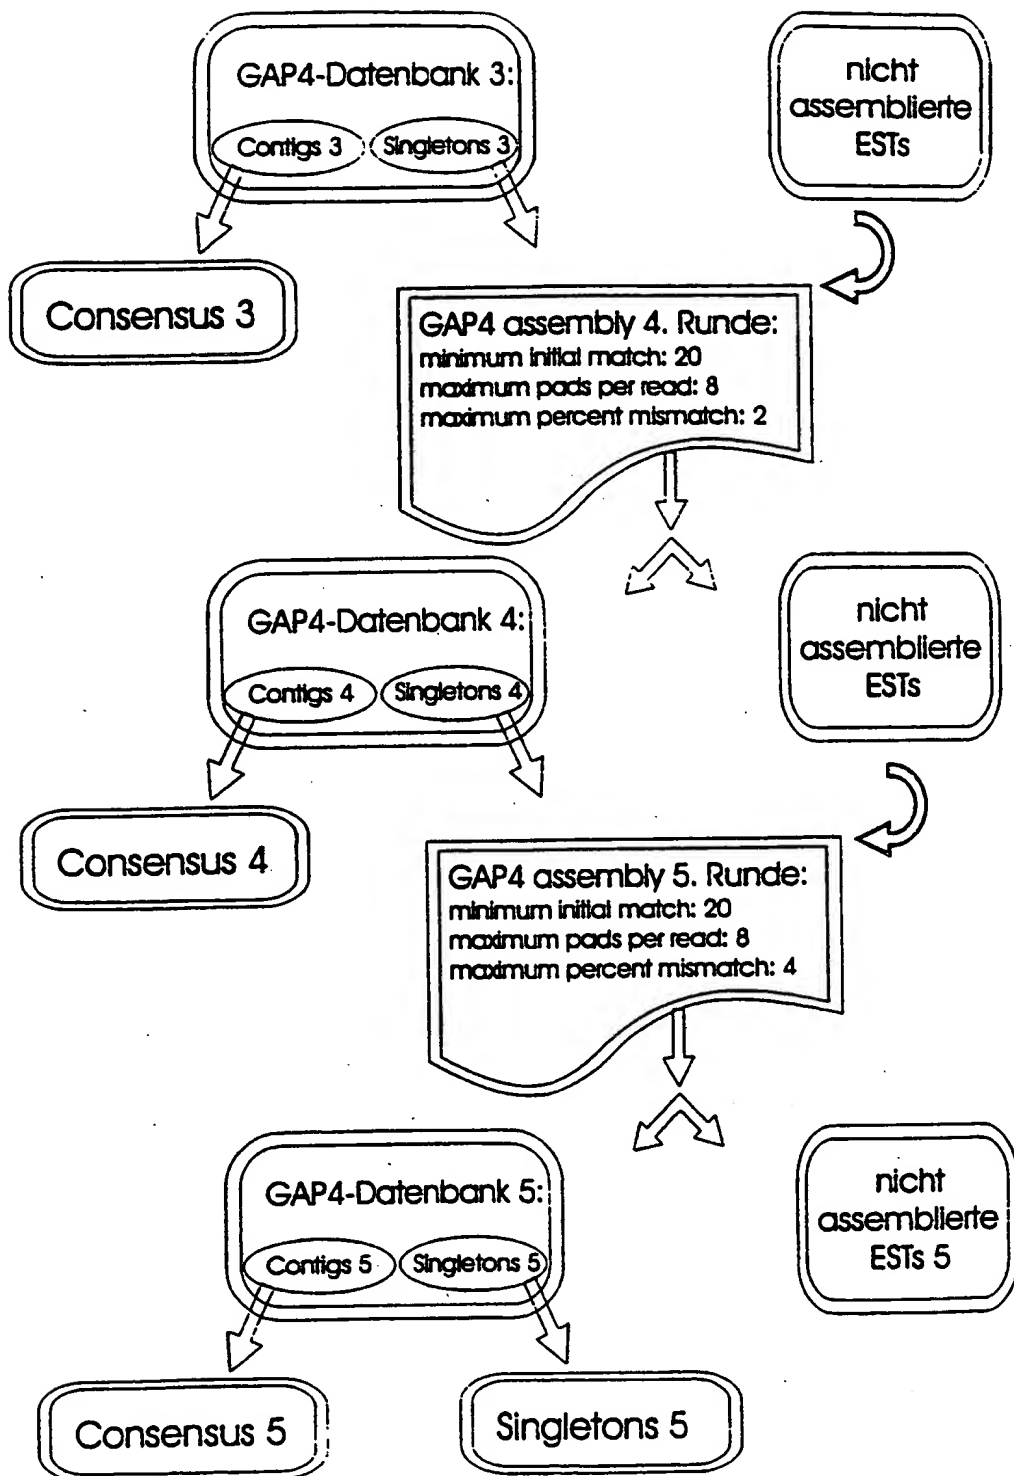 GAP4-Datenbank 3:
Contigs 3
Singletons 3
nicht
assemblierte
ESTs
Consensus 3
GAP4 assembly 4. Runde:
minimum initial match: 20
maximum pads per read: 8
maximum percent mismatch: 2
GAP4-Datenbank 4:
Contigs 4
Singletons 4
nicht
assemblierte
ESTs
Consensus 4
GAP4 assembly 5. Runde:
minimum initial match: 20
maximum pads per read: 8
maximum percent mismatch: 4
GAP4-Datenbank 5:
Contigs 5
Singletons 5
nicht
assemblierte
ESTs 5
Consensus 5
Singletons 5